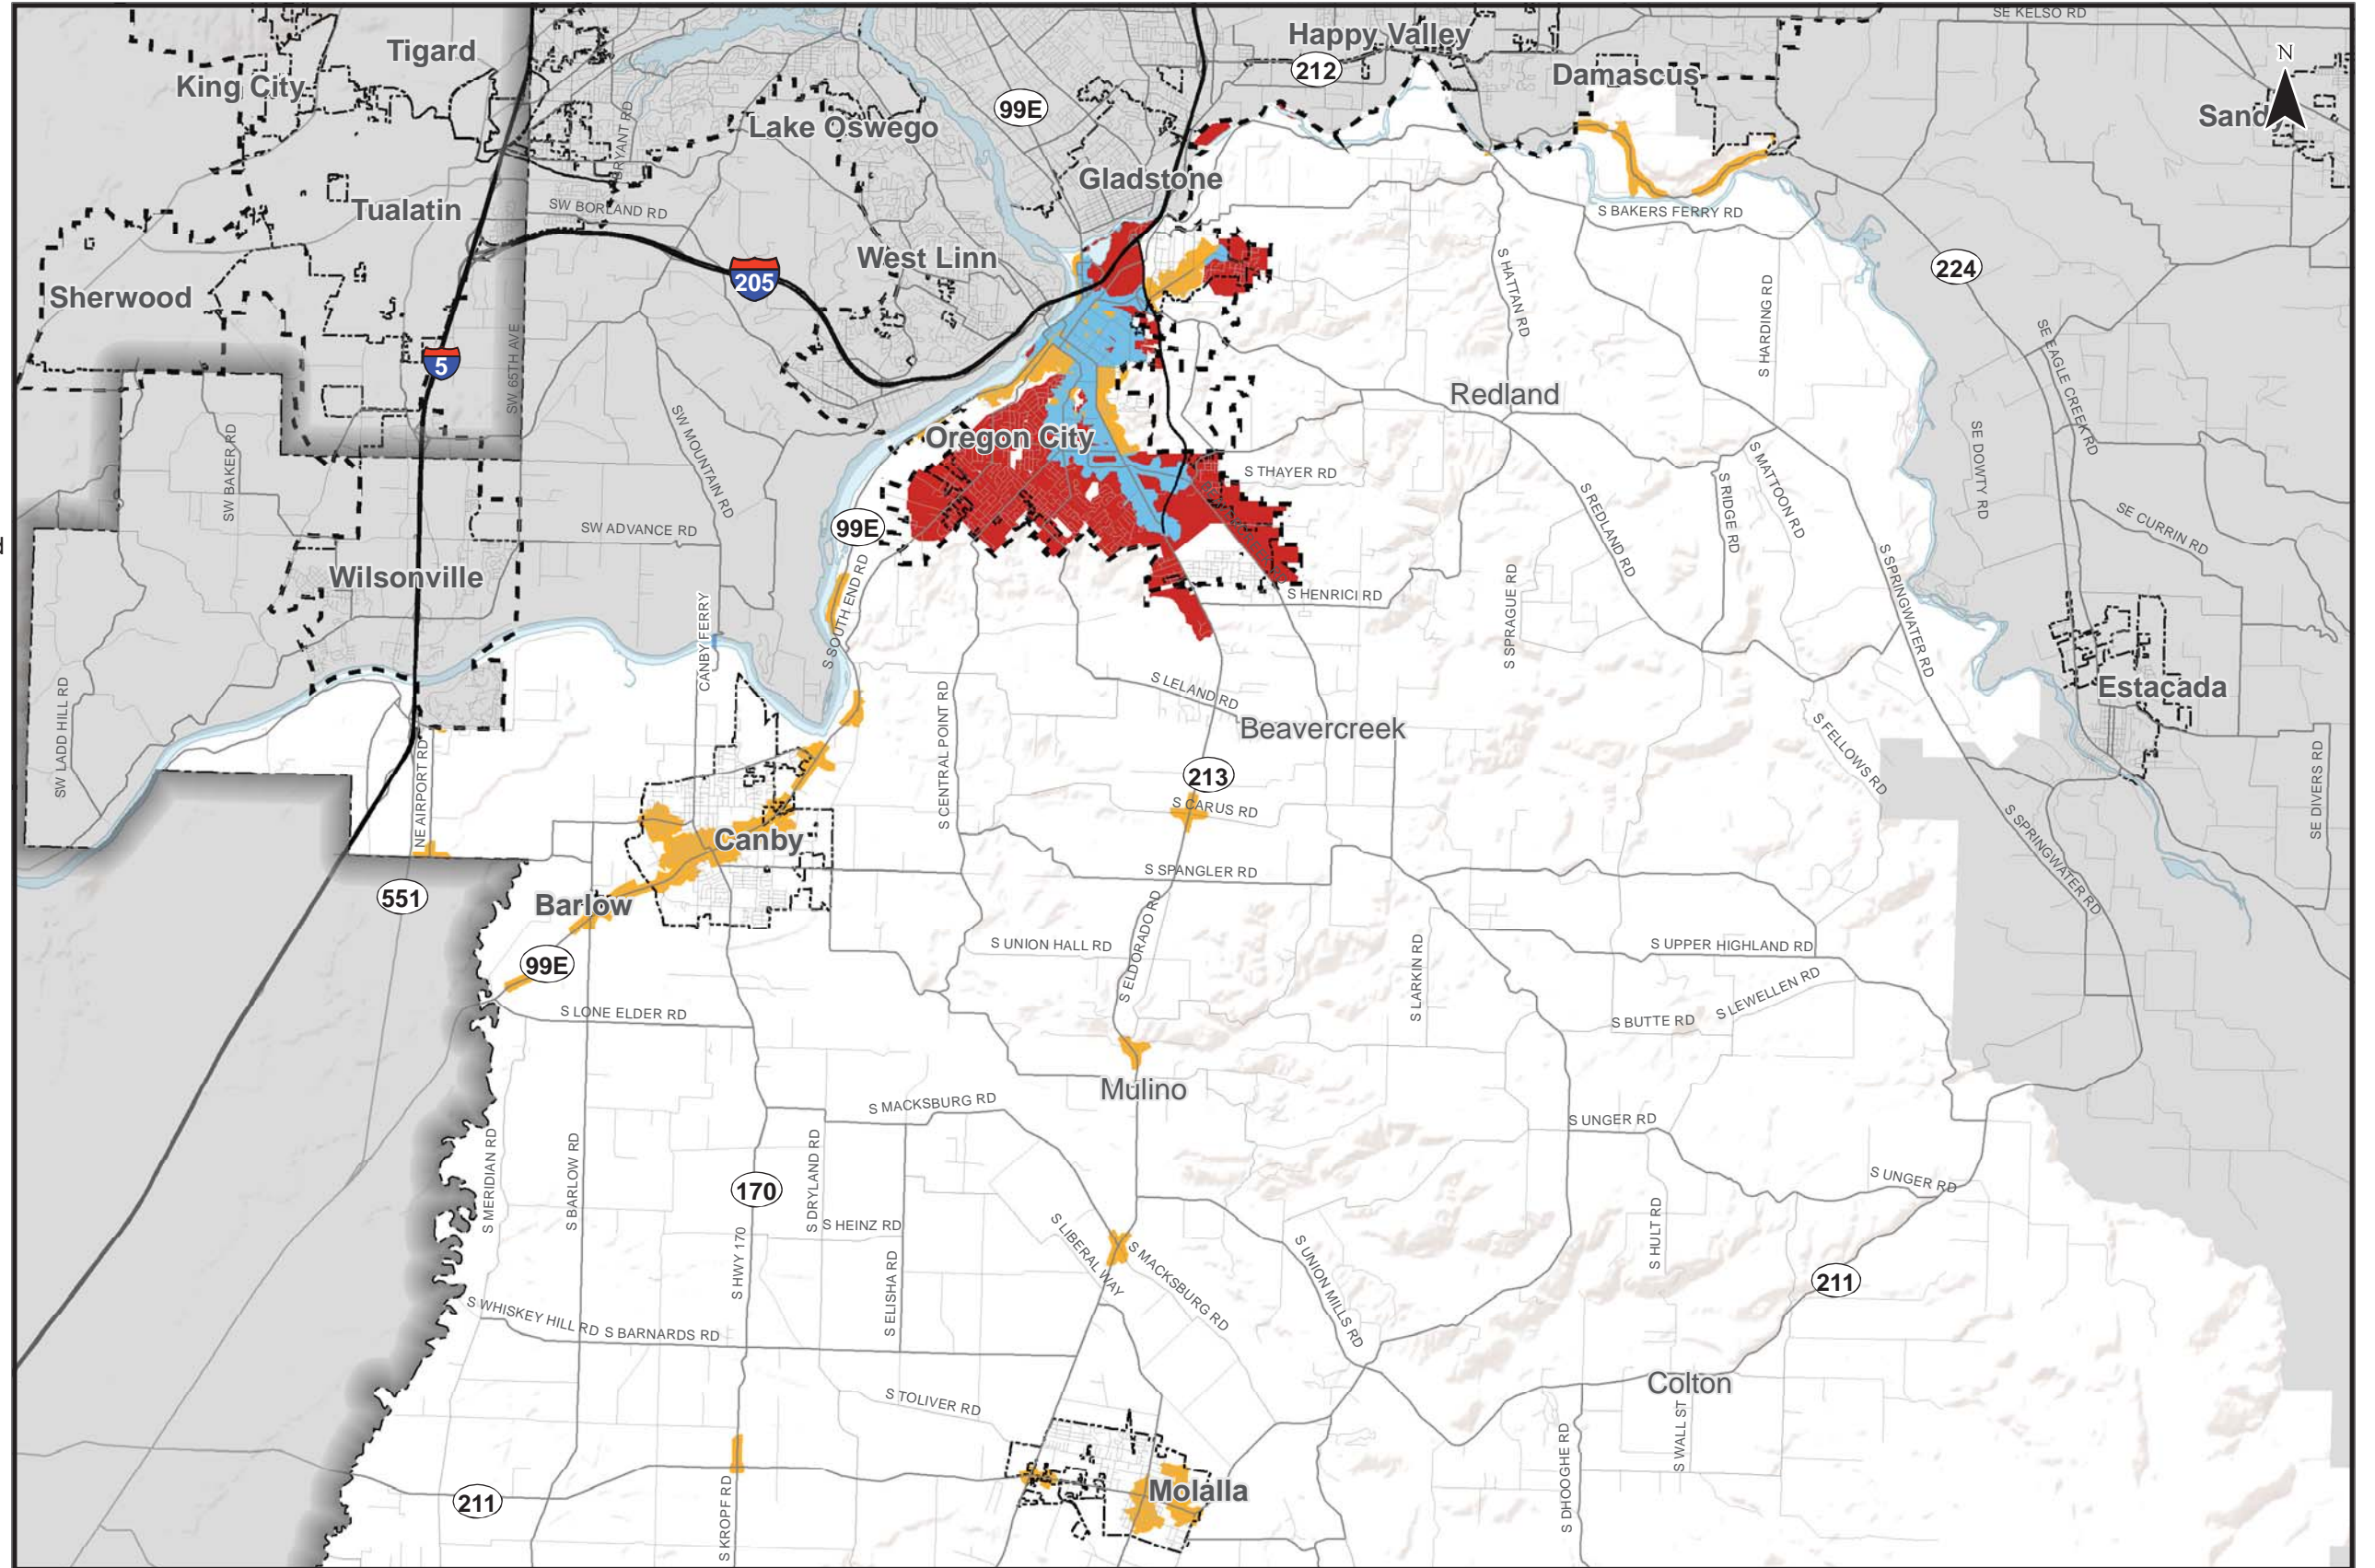 SE KELSO RD
Happy Valley
Tigard
212
N
King City
Damascus
99E
Sandy
Lake Oswego
BRYANT RD
Gladstone
Tualatin
SW BORLAND RD
S BAKERS FERRY RD
West Linn
224
205
Sherwood
S HATTAN RD
S HARDING RD
5
SW 65TH AVE
SE EAGLE CREEK RD
Redland
Oregon City
SW MOUNTAIN RD
SW BAKER RD
S THAYER RD
SE DOWTY RD
S MATTOON RD
S RIDGE RD
S REDLAND RD
99E
SW ADVANCE RD
SE CURRIN RD
Wilsonville
S HENRICI RD
S SOUTH END RD
S SPRAGUE RD
S SPRINGWATER RD
CANBY FERRY
S LELAND RD
Estacada
SW LADD HILL RD
Beavercreek
S CENTRAL POINT RD
S FELLOWS RD
213
S CARUS RD
NE AIRPORT RD
SE DIVERS RD
Canby
S SPRINGWATER RD
S SPANGLER RD
551
Barlow
S UNION HALL RD
S ELDORADO RD
S UPPER HIGHLAND RD
99E
S LARKIN RD
S LEWELLEN RD
S LONE ELDER RD
S BUTTE RD
Mulino
S MACKSBURG RD
S UNGER RD
S MERIDIAN RD
S BARLOW RD
S DRYLAND RD
170
S UNGER RD
S HEINZ RD
S HULT RD
S LIBERAL WAY
S MACKSBURG RD
S UNION MILLS RD
S HWY 170
S ELISHA RD
211
S WHISKEY HILL RD
S BARNARDS RD
Colton
S TOLIVER RD
S WALL ST
S DHOOGHE RD
Molalla
211
S KROPF RD